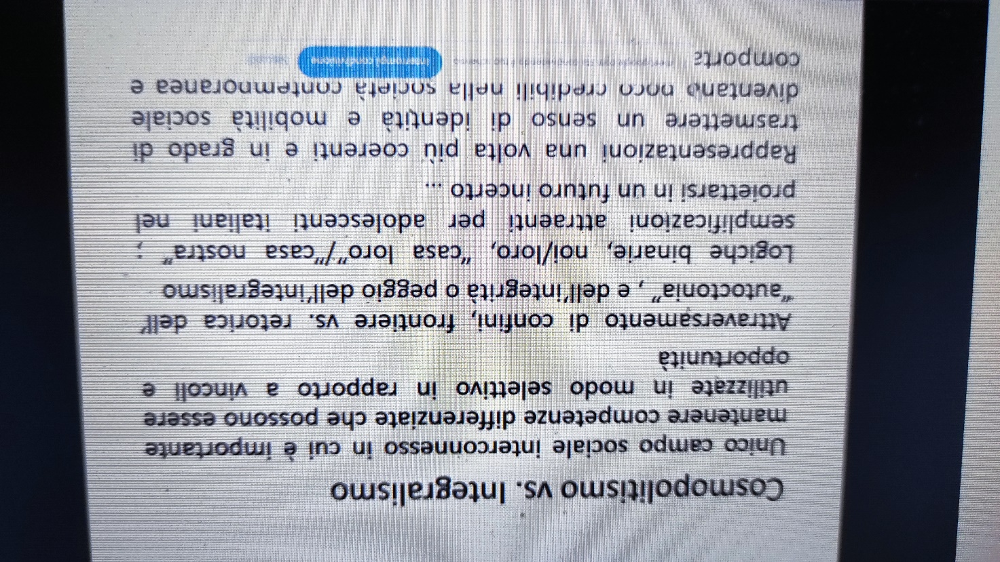 Cosmopolitismo vs. Integralismo
Unico campo sociale interconnesso in cui è importante
mantenere competenze differenziate che possono essere
utilizzate in modo selettivo in rapporto a vincoli e
opportunità
Attraversamento di confini, frontiere vs. retorica dell'
“autoctonia” , e dell'integrità o peggio dell'integralismo
Logiche binarie, noi/loro, “casa loro”/“casa nostra” ;
semplificazioni attraenti per adolescenti italiani nel
proiettarsi in un futuro incerto ...
Rappresentazioni una volta più coerenti e in grado di
trasmettere un senso di identità e mobilità sociale
diventano poco credibili nella società contemporanea e
comporta
Interrompi condivisione